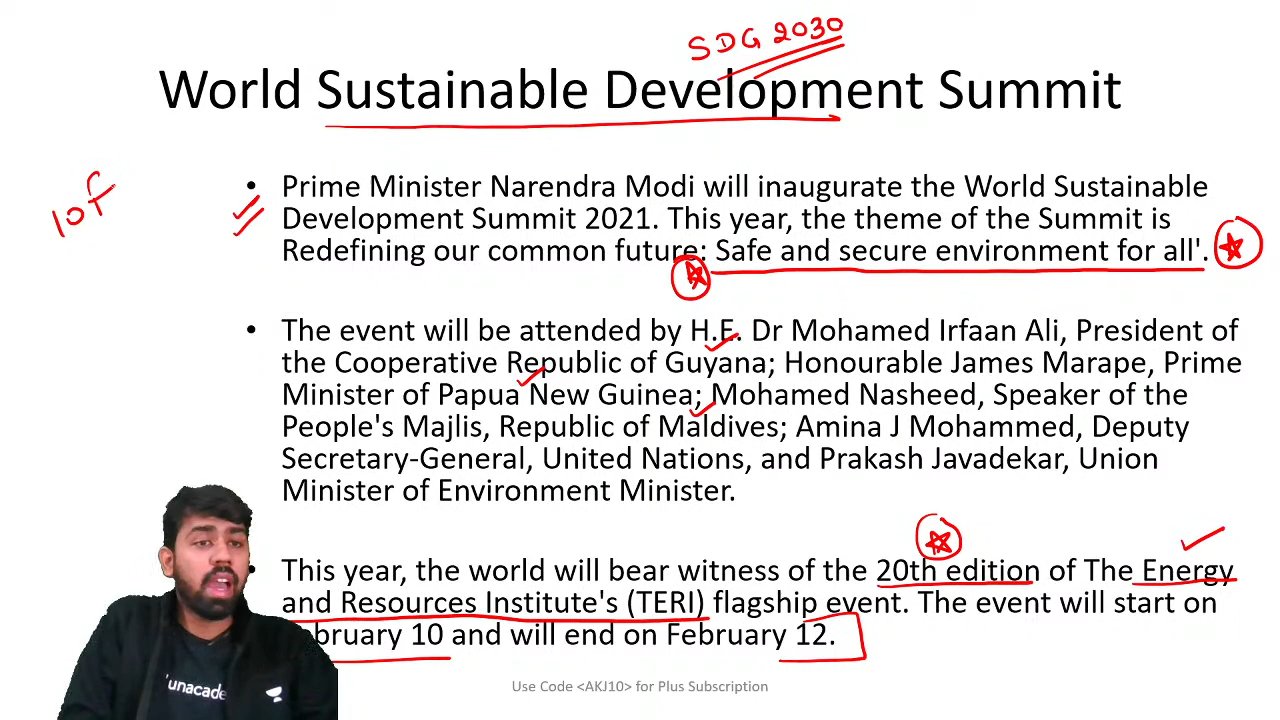 SDG 2030
World Sustainable Development Summit
10f
• Prime Minister Narendra Modi will inaugurate the World Sustainable
Development Summit 2021. This year, the theme of the Summit is
Redefining our common future: Safe and secure environment for all'.
• The event will be attended by H.E. Dr Mohamed Irfaan Ali, President of
the Cooperative Republic of Guyana; Honourable James Marape, Prime
Minister of Papua New Guinea; Mohamed Nasheed, Speaker of the
People's Majlis, Republic of Maldives; Amina J Mohammed, Deputy
Secretary-General, United Nations, and Prakash Javadekar, Union
Minister of Environment Minister.
• This year, the world will bear witness of the 20th edition of The Energy
and Resources Institute's (TERI) flagship event. The event will start on
bruary 10 and will end on February 12.
unacade
Use Code <AKJ10> for Plus Subscription